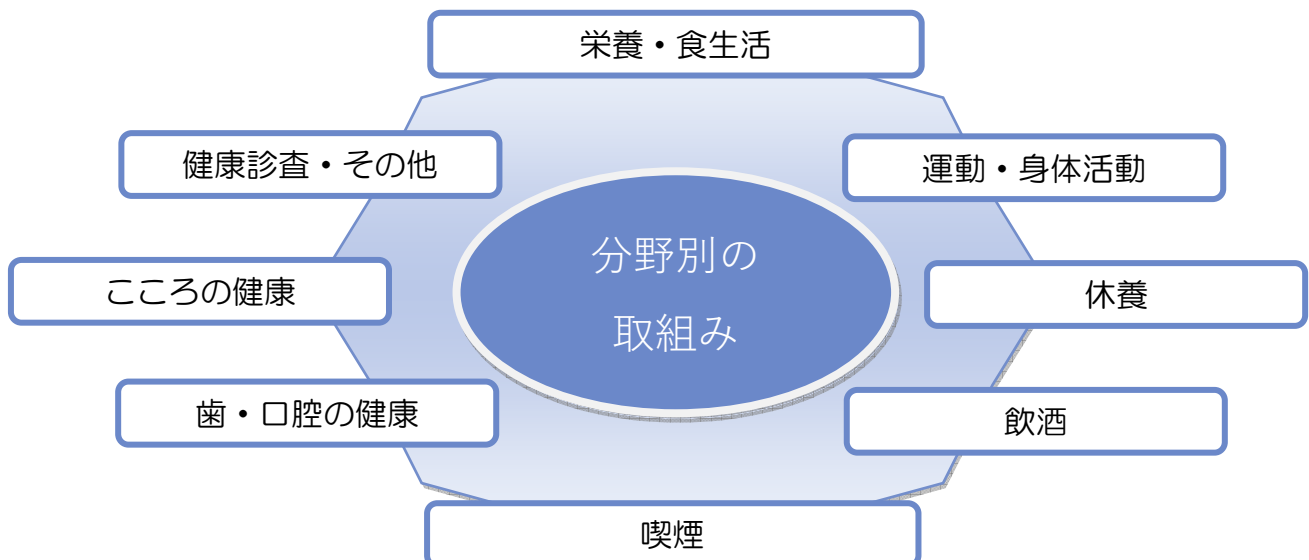 栄養・食生活
健康診査・その他
運動・身体活動
分野別の
取組み
こころの健康
休養
歯・口腔の健康
飲酒
喫煙